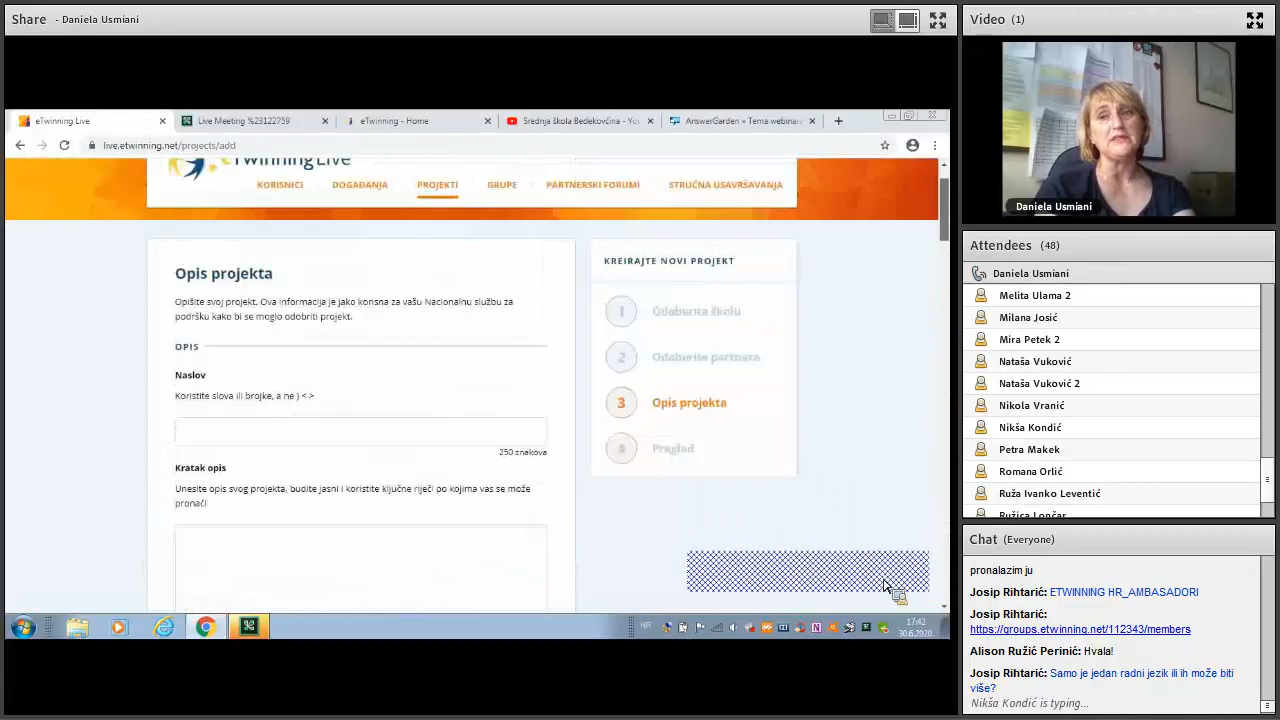 Share - Daniela Usmiani
eTwinning Live
Live Meeting %23122759
eTwinning - Home
Srednja škola Bedekovčina - Yo
AnswerGarden » Tema webinar
live.etwinning.net/projects/add
eTwinningLive
KORISNICI
DOGAĐANJA
PROJEKTI
GRUPE
PARTNERSKI FORUMI
STRUČNA USAVRŠAVANJA
Opis projekta
Opišite svoj projekt. Ova informacija je jako korisna za vašu Nacionalnu službu za
podršku kako bi se moglo odobriti projekt.
OPIS
Naslov
Koristite slova ili brojke, a ne } < >
250 znakova
Kratak opis
Unesite opis svog projekta, budite jasni i koristite ključne riječi po kojima vas se može
pronaći
KREIRAJTE NOVI PROJEKT
1 Odaberite školu
2 Odaberite partnera
3 Opis projekta
4 Pregled
HR
17:42
30.6.2020.
Video (1)
Daniela Usmiani
Attendees (48)
Daniela Usmiani
Melita Ulama 2
Milana Josić
Mira Petek 2
Nataša Vuković
Nataša Vuković 2
Nikola Vranić
Nikša Kondić
Petra Makek
Romana Orlić
Ruža Ivanko Leventić
Ružica Lončar
Chat (Everyone)
pronalazim ju
Josip Rihtarić: ETWINNING HR_AMBASADORI
Josip Rihtarić:
https://groups.etwinning.net/112343/members
Alison Ružić Perinić: Hvala!
Josip Rihtarić: Samo je jedan radni jezik ili ih može biti
više?
Nikša Kondić is typing...